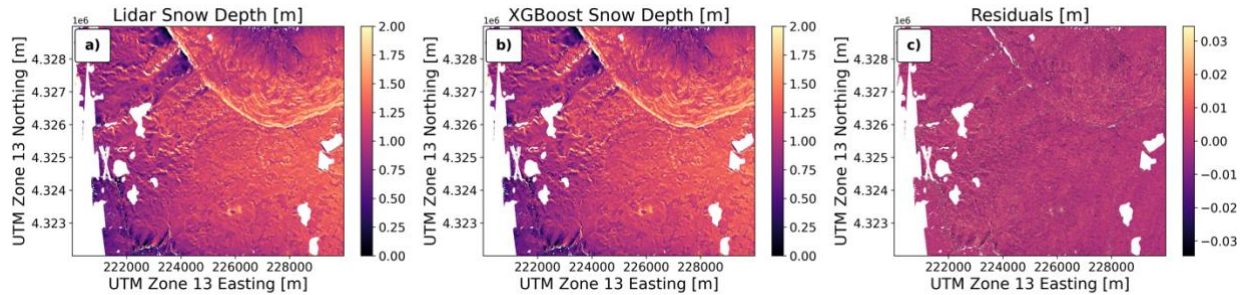 Lidar Snow Depth [m]
1e6
a)
UTM Zone 13 Northing [m]
4.328
4.327
4.326
4.325
4.324
4.323
222000 224000 226000 228000
UTM Zone 13 Easting [m]
2.00
1.75
1.50
1.25
1.00
0.75
0.50
0.25
0.00
XGBoost Snow Depth [m]
1e6
b)
UTM Zone 13 Northing [m]
4.328
4.327
4.326
4.325
4.324
4.323
222000 224000 226000 228000
UTM Zone 13 Easting [m]
2.00
1.75
1.50
1.25
1.00
0.75
0.50
0.25
0.00
Residuals [m]
1e6
c)
UTM Zone 13 Northing [m]
4.328
4.327
4.326
4.325
4.324
4.323
222000 224000 226000 228000
UTM Zone 13 Easting [m]
0.03
0.02
0.01
0.00
−0.01
−0.02
−0.03